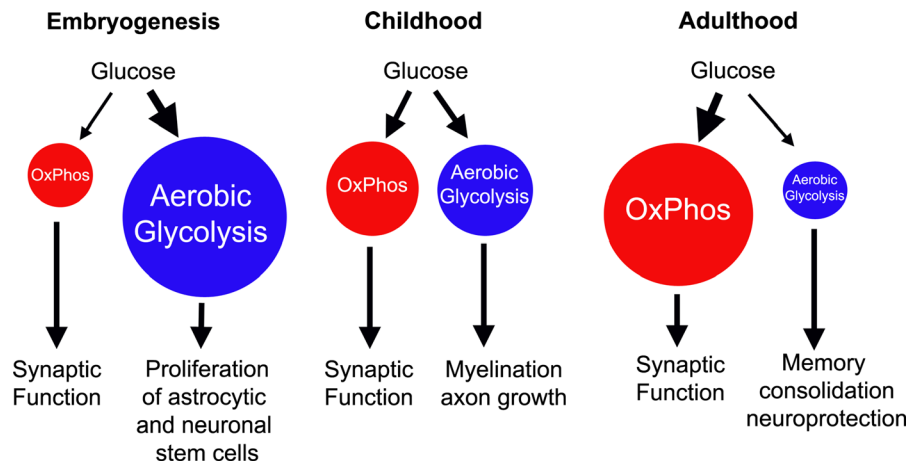 Embryogenesis
Glucose
OxPhos
Aerobic
Glycolysis
Synaptic
Function
Proliferation
of astrocytic
and neuronal
stem cells
Childhood
Glucose
OxPhos
Aerobic
Glycolysis
Synaptic
Function
Myelination
axon growth
Adulthood
Glucose
OxPhos
Aerobic
Glycolysis
Synaptic
Function
Memory
consolidation
neuroprotection